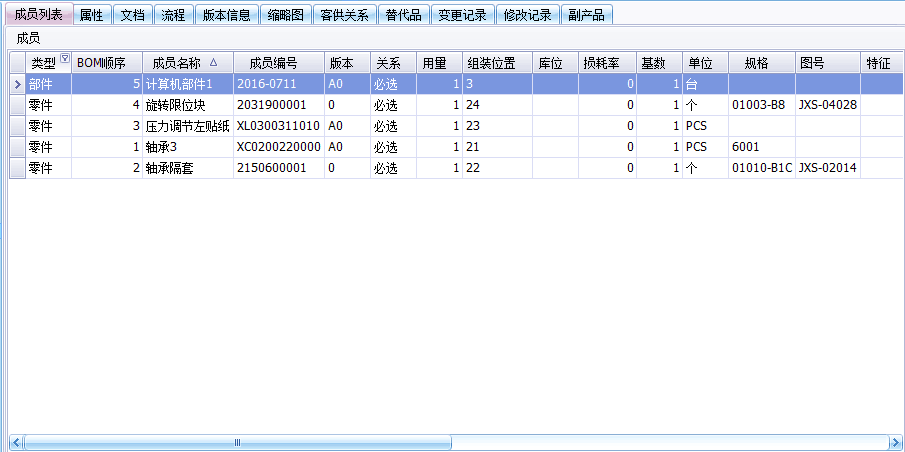 成员列表 属性 文档 流程 版本信息 缩略图 客供关系 替代品 变更记录 修改记录 副产品
成员
类型 BOM顺序 成员名称 成员编号 版本 关系 用量 组装位置 库位 损耗率 基数 单位 规格 图号 特征
部件 5 计算机部件1 2016-0711 A0 必选 1 3 0 1 台
零件 4 旋转限位块 2031900001 0 必选 1 24 0 1 个 01003-B8 JXS-04028
零件 3 压力调节左贴纸 XL0300311010 A0 必选 1 23 0 1 PCS
零件 1 轴承3 XC0200220000 A0 必选 1 21 0 1 PCS 6001
零件 2 轴承隔套 2150600001 0 必选 1 22 0 1 个 01010-B1C JXS-02014